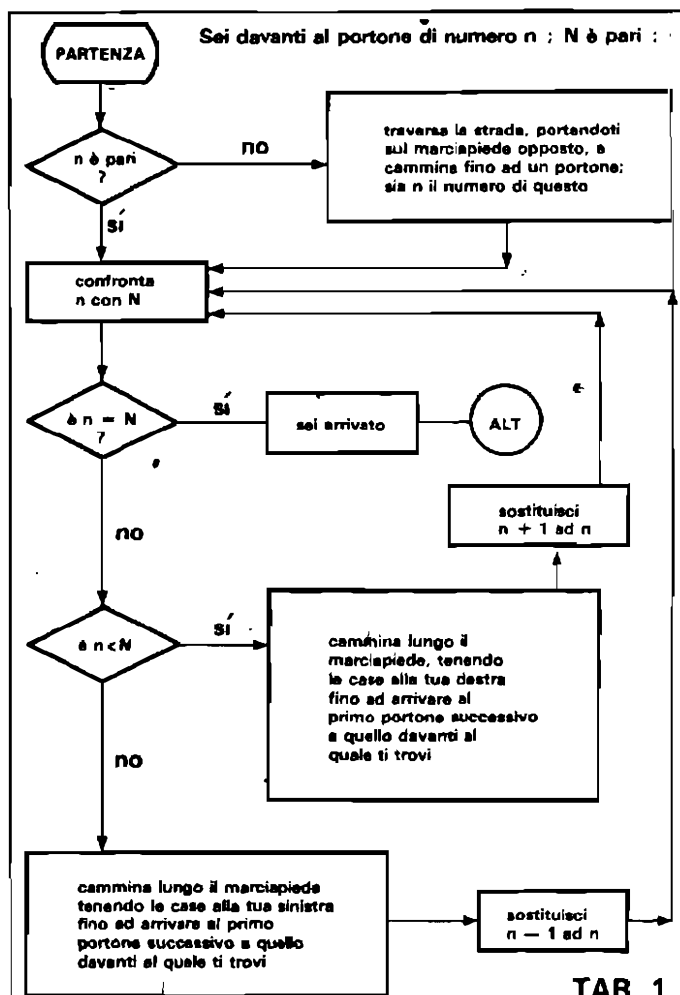 Sei davanti al portone di numero n ; N è pari ;
PARTENZA
n è pari
?
no
traversa la strada, portandoti
sul marciapiede opposto, e
cammina fino ad un portone;
sia n il numero di questo
sí
confronta
n con N
è n = N
?
sí
sei arrivato
ALT
no
sostituisci
n + 1 ad n
è n < N
sí
cammina lungo il
marciapiede, tenendo
le case alla tua destra
fino ad arrivare al
primo portone successivo
a quello davanti al
quale ti trovi
no
cammina lungo il marciapiede
tenendo le case alla tua sinistra
fino ad arrivare al primo
portone successivo a quello
davanti al quale ti trovi
sostituisci
n — 1 ad n
TAB 1